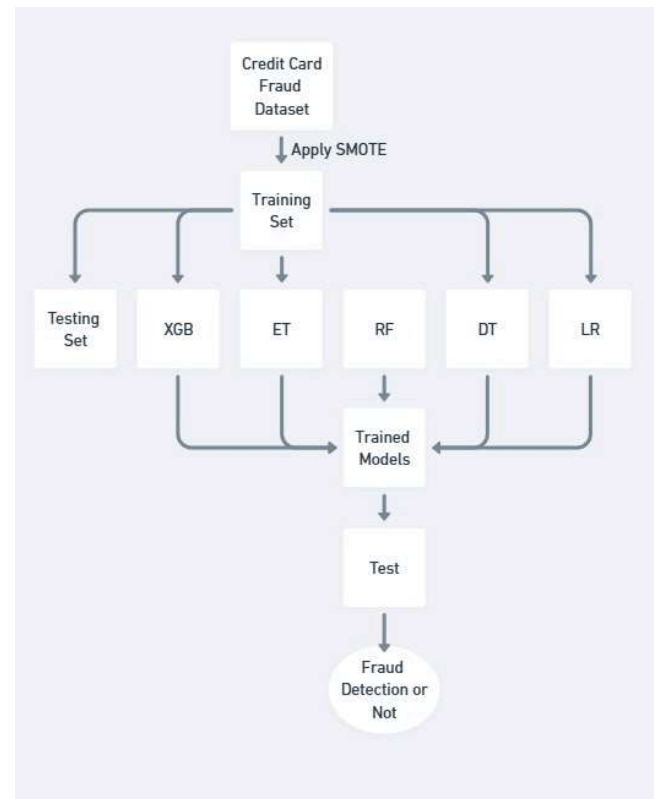 Credit Card
Fraud
Dataset
Apply SMOTE
Training
Set
Testing
Set
XGB
ET
RF
DT
LR
Trained
Models
Test
Fraud
Detection or
Not